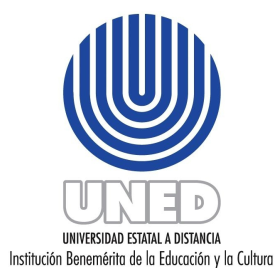 UNED
UNIVERSIDAD ESTATAL A DISTANCIA
Institución Benemérita de la Educación y la Cultura